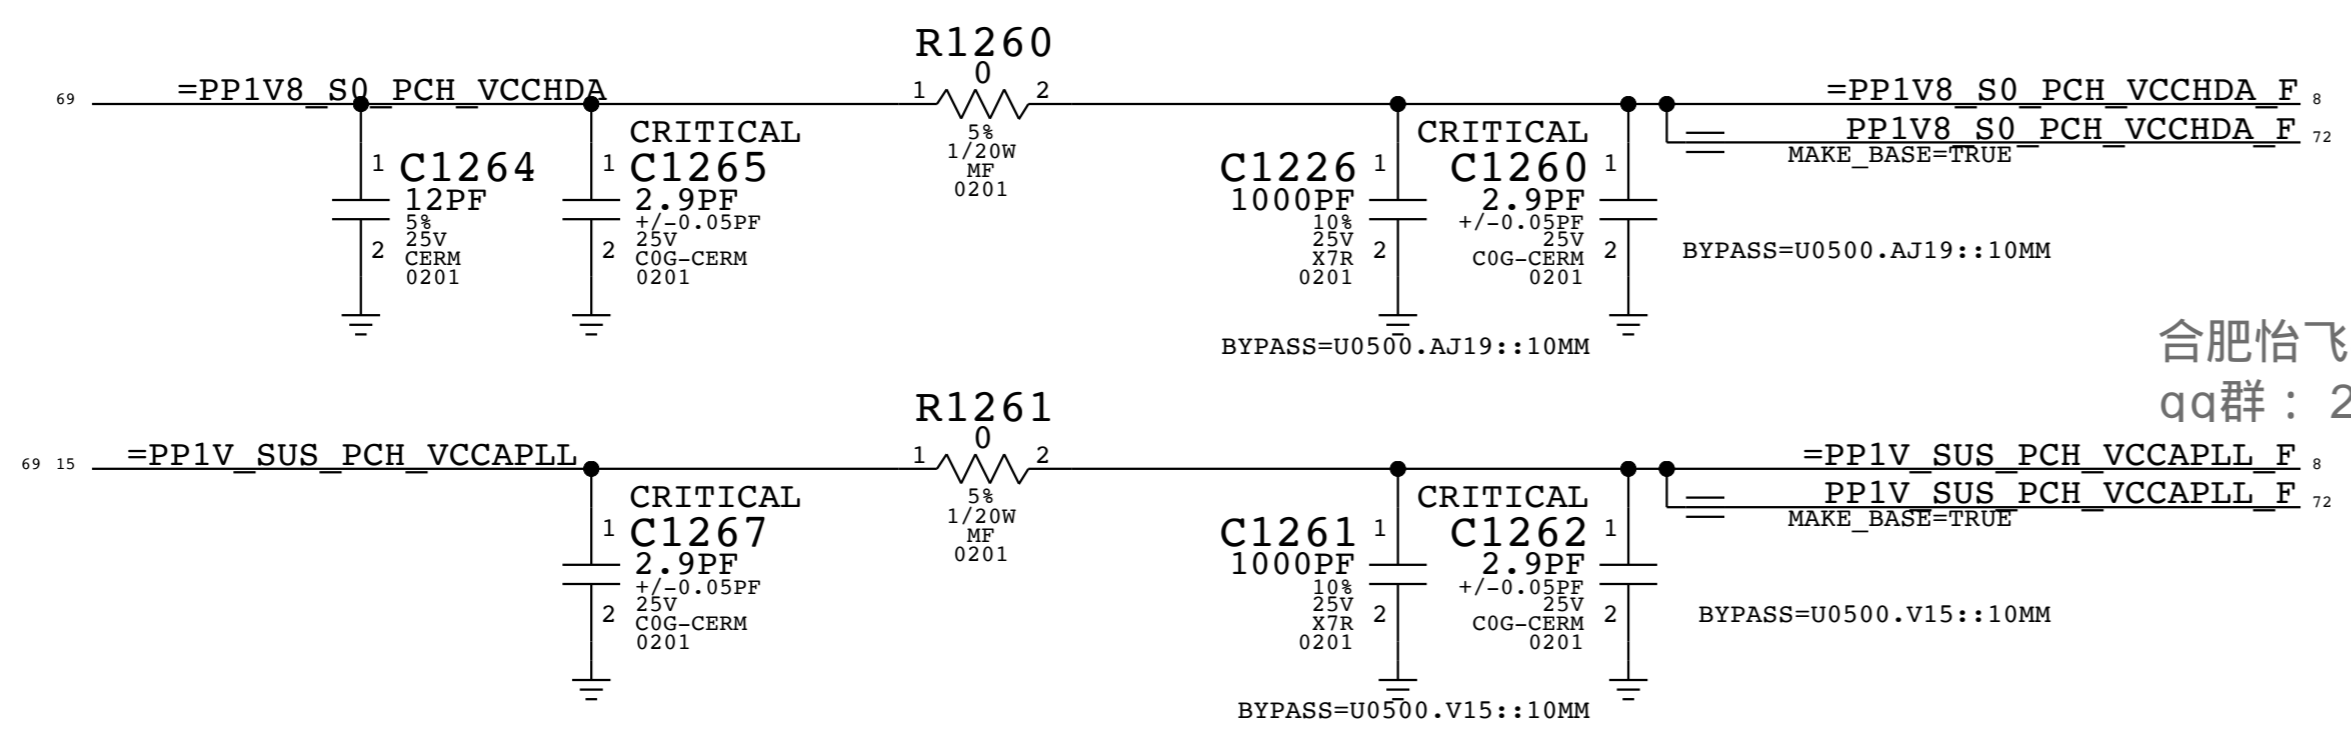 R1260
0
=PP1V8_S0_PCH_VCCHDA
69
1
2
5%
1/20W
MF
0201
1
C1264
12PF
5%
25V
CERM
0201
2
CRITICAL
1
C1265
2.9PF
+/-0.05PF
25V
C0G-CERM
0201
2
C1226
1
1000PF
10%
25V
X7R
0201
2
BYPASS=U0500.AJ19::10MM
CRITICAL
C1260
1
2.9PF
+/-0.05PF
25V
C0G-CERM
0201
2
=PP1V8_S0_PCH_VCCHDA_F
8
PP1V8_S0_PCH_VCCHDA_F
72
MAKE_BASE=TRUE
BYPASS=U0500.AJ19::10MM
合肥怡飞
qq群：2
R1261
0
69 15
=PP1V_SUS_PCH_VCCAPLL
1
2
5%
1/20W
MF
0201
CRITICAL
1
C1267
2.9PF
+/-0.05PF
25V
C0G-CERM
0201
2
C1261
1
1000PF
10%
25V
X7R
0201
2
BYPASS=U0500.V15::10MM
CRITICAL
C1262
1
2.9PF
+/-0.05PF
25V
C0G-CERM
0201
2
=PP1V_SUS_PCH_VCCAPLL_F
8
PP1V_SUS_PCH_VCCAPLL_F
72
MAKE_BASE=TRUE
BYPASS=U0500.V15::10MM